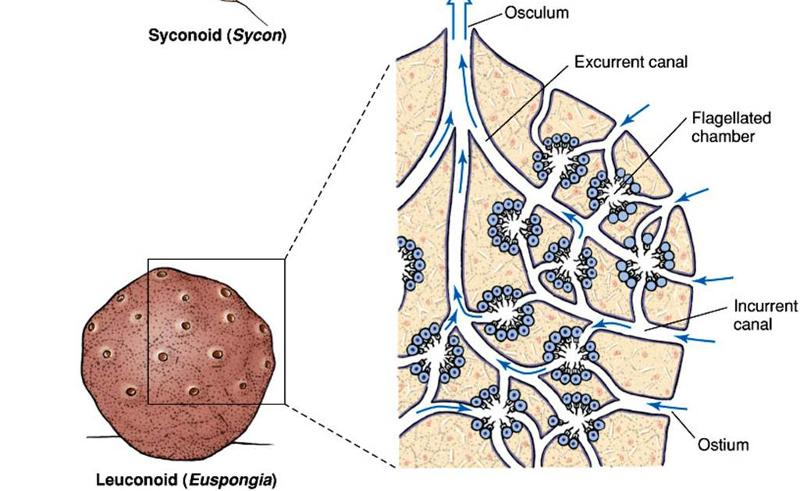 Osculum
Syconoid (Sycon)
Excurrent canal
Flagellated
chamber
Incurrent
canal
Ostium
Leuconoid (Euspongia)